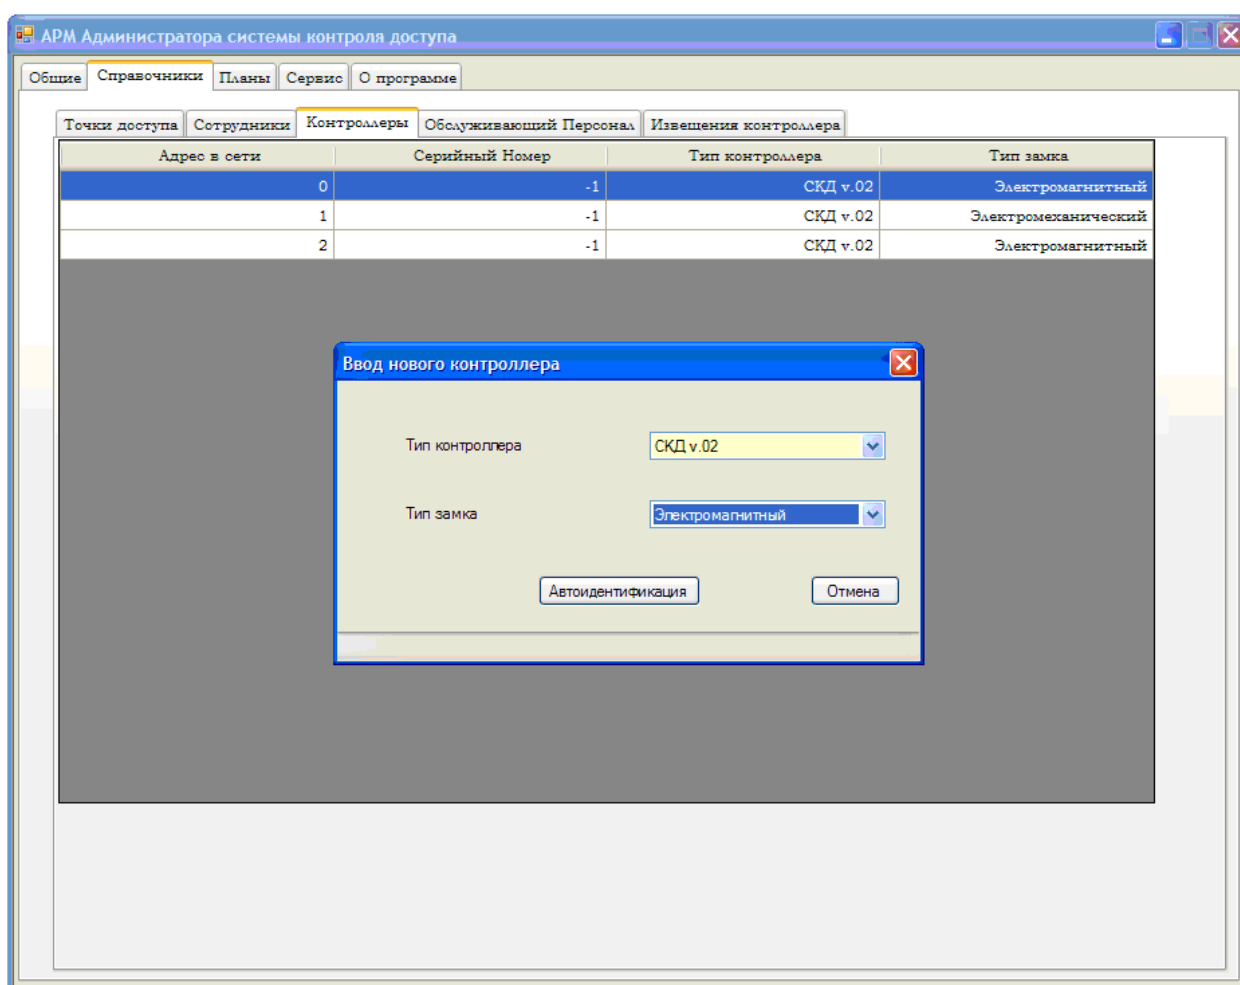 АРМ Администратора системы контроля доступа
Общие Справочники Планы Сервис О программе
Точки доступа Сотрудники Контроллеры Обслуживающий Персонал Извещения контроллера
Адрес в сети Серийный Номер Тип контроллера Тип замка
0 -1 СКД v.02 Электромагнитный
1 -1 СКД v.02 Электромеханический
2 -1 СКД v.02 Электромагнитный
Ввод нового контроллера
Тип контроллера СКД v.02
Тип замка Электромагнитный
Автоидентификация Отмена